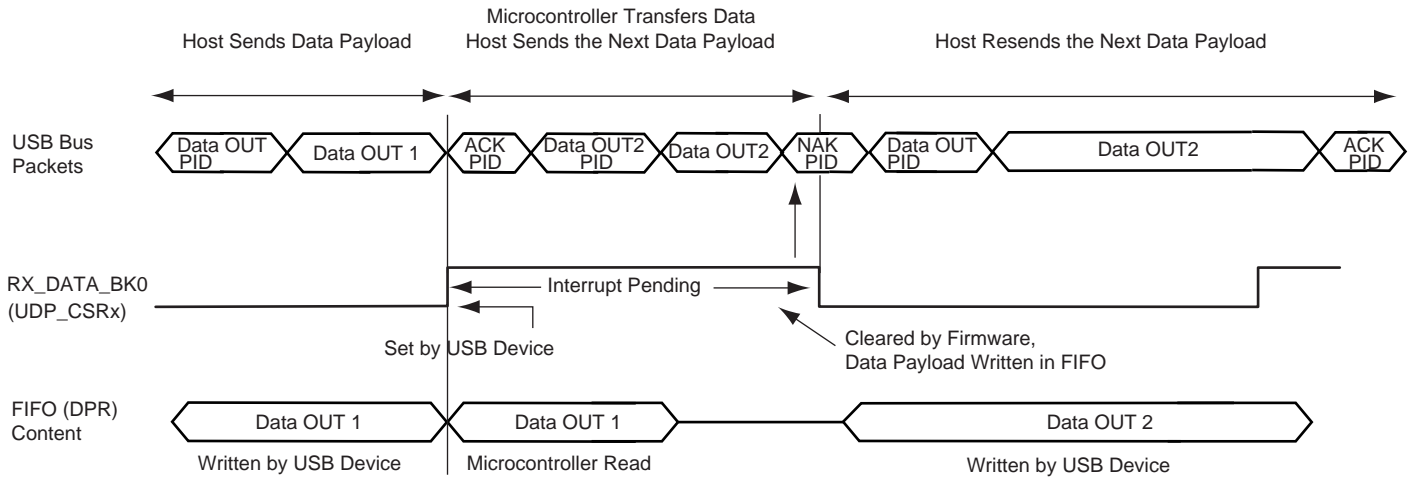 Microcontroller Transfers Data
Host Sends Data Payload
Host Sends the Next Data Payload
Host Resends the Next Data Payload
USB Bus
Packets
Data OUT
PID
Data OUT 1
ACK
PID
Data OUT2
PID
Data OUT2
NAK
PID
Data OUT
PID
Data OUT2
ACK
PID
RX_DATA_BK0
(UDP_CSRx)
Interrupt Pending
Set by USB Device
Cleared by Firmware,
Data Payload Written in FIFO
FIFO (DPR)
Content
Data OUT 1
Data OUT 1
Data OUT 2
Written by USB Device
Microcontroller Read
Written by USB Device